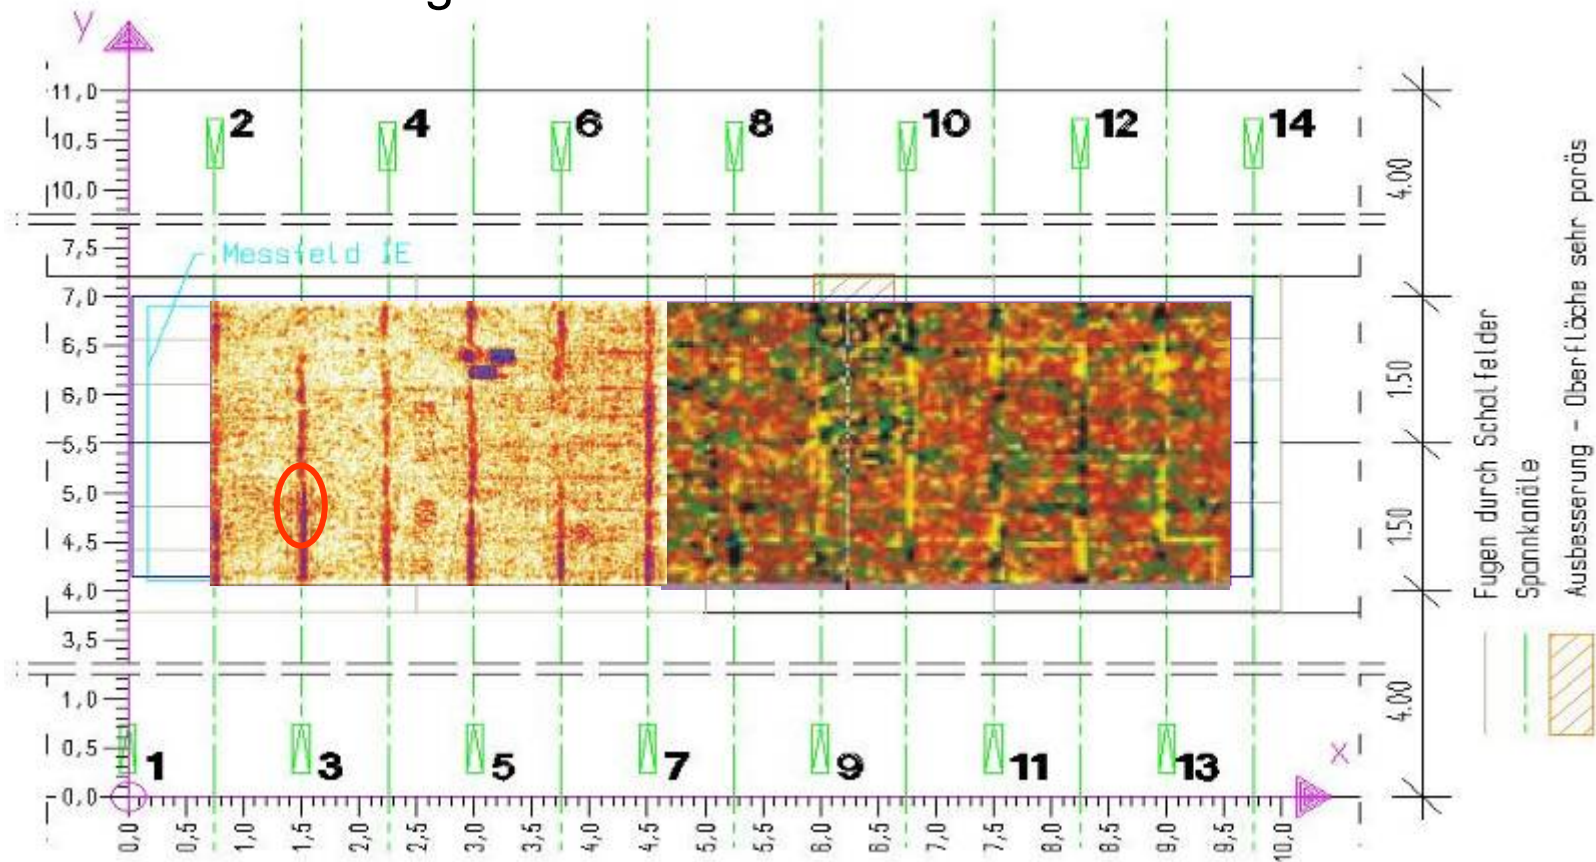 y
11,0
2 4 6 8 10 12 14
10,5
10,0
7,5
Messfeld IE
7,0
6,5
6,0
5,5
5,0
4,5
4,0
3,5
1,0
0,5
1 3 5 7 9 11 13
x
0,0
0,0 0,5 1,0 1,5 2,0 2,5 3,0 3,5 4,0 4,5 5,0 5,5 6,0 6,5 7,0 7,5 8,0 8,5 9,0 9,5 10,0
4.00
1.50
1.50
4.00
Fugen durch Schalfelder
Spannkanäle
Ausbesserung - Oberfläche sehr porös